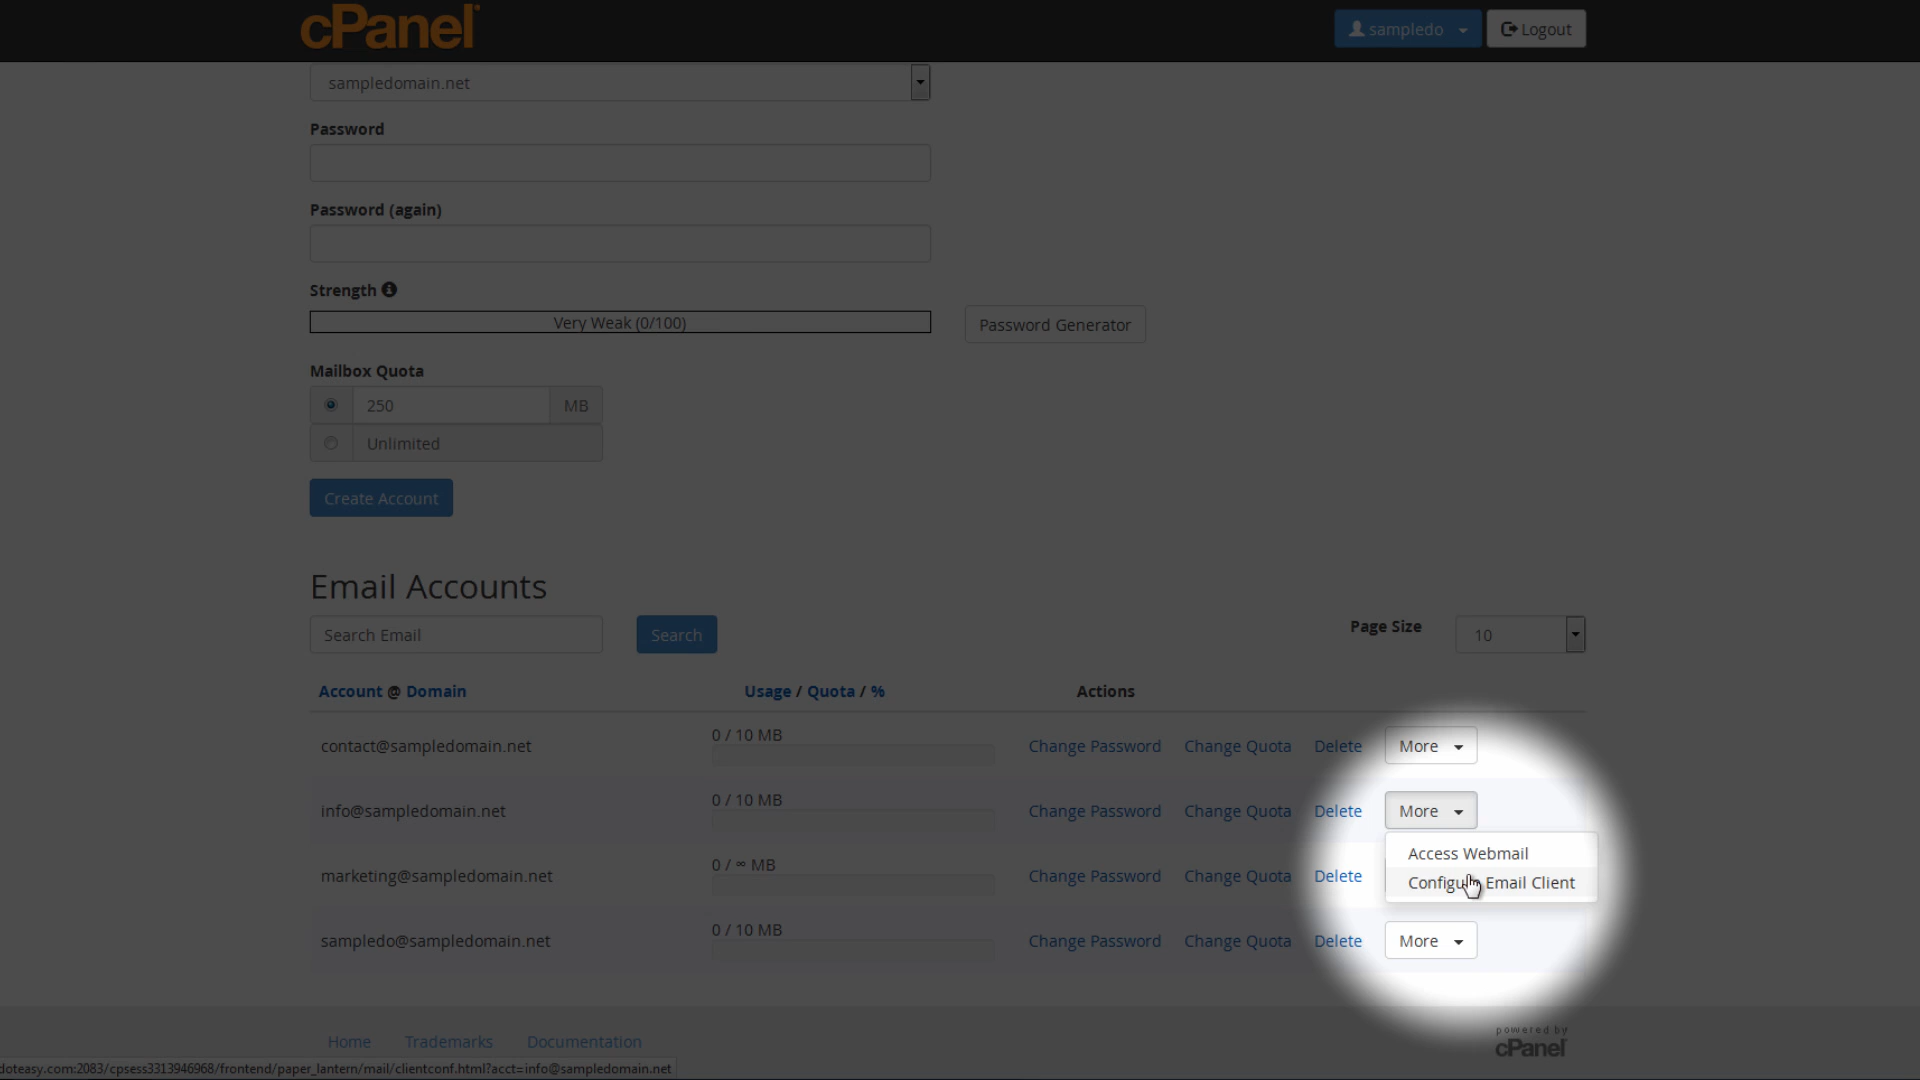 cPanel
sampledo
Logout
sampledomain.net
Password
Password (again)
Strength
Very Weak (0/100)
Password Generator
Mailbox Quota
250 MB
Unlimited
Create Account
Email Accounts
Search Email
Search
Page Size
10
Account @ Domain
Usage / Quota / %
Actions
contact@sampledomain.net
0 / 10 MB
Change Password
Change Quota
Delete
More
info@sampledomain.net
0 / 10 MB
Change Password
Change Quota
Delete
More
Access Webmail
Configure Email Client
marketing@sampledomain.net
0 / ∞ MB
Change Password
Change Quota
Delete
sampledo@sampledomain.net
0 / 10 MB
Change Password
Change Quota
Delete
More
Home
Trademarks
Documentation
powered by
cPanel
doteasy.com:2083/cpsess3313946968/frontend/paper_lantern/mail/clientconf.html?acct=info@sampledomain.net